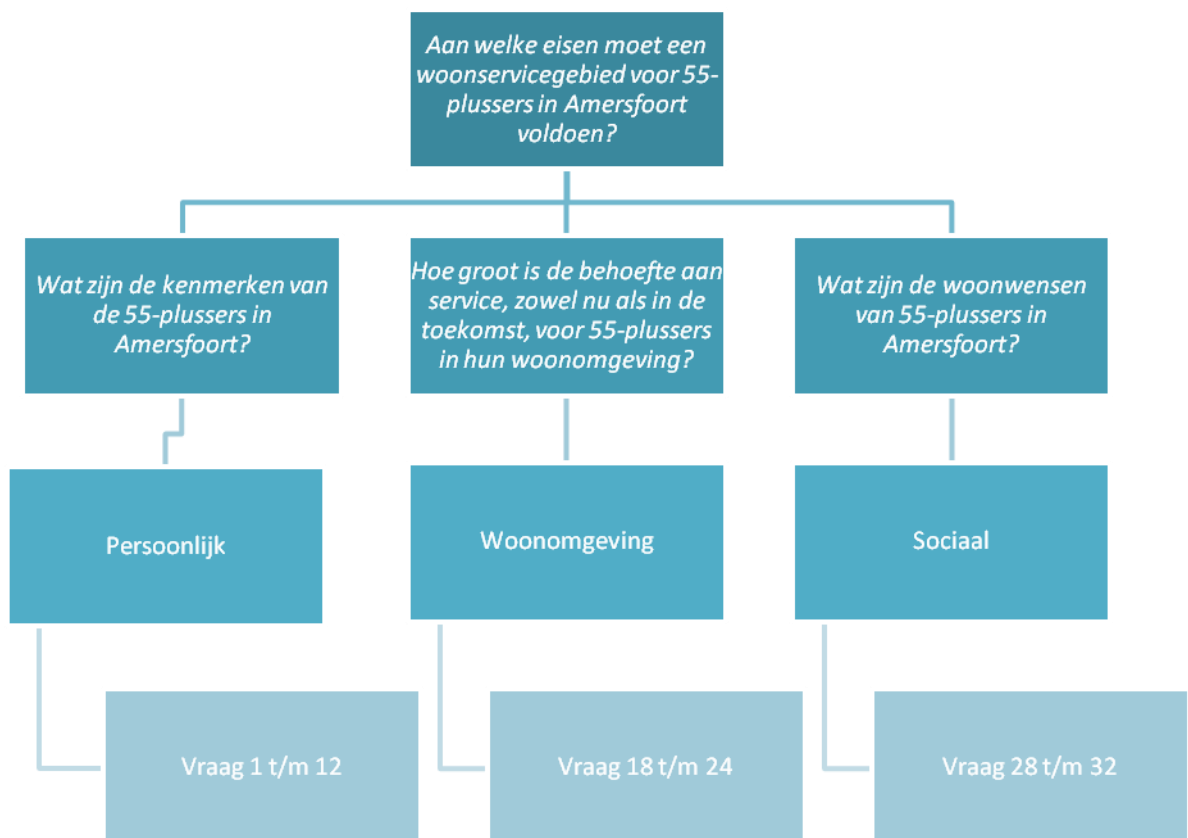 Aan welke eisen moet een
woonservicegebied voor 55-
plussers in Amersfoort
voldoen?
Wat zijn de kenmerken van
de 55-plussers in
Amersfoort?
Hoe groot is de behoefte aan
service, zowel nu als in de
toekomst, voor 55-plussers
in hun woonomgeving?
Wat zijn de woonwensen
van 55-plussers in
Amersfoort?
Persoonlijk
Woonomgeving
Sociaal
Vraag 1 t/m 12
Vraag 18 t/m 24
Vraag 28 t/m 32